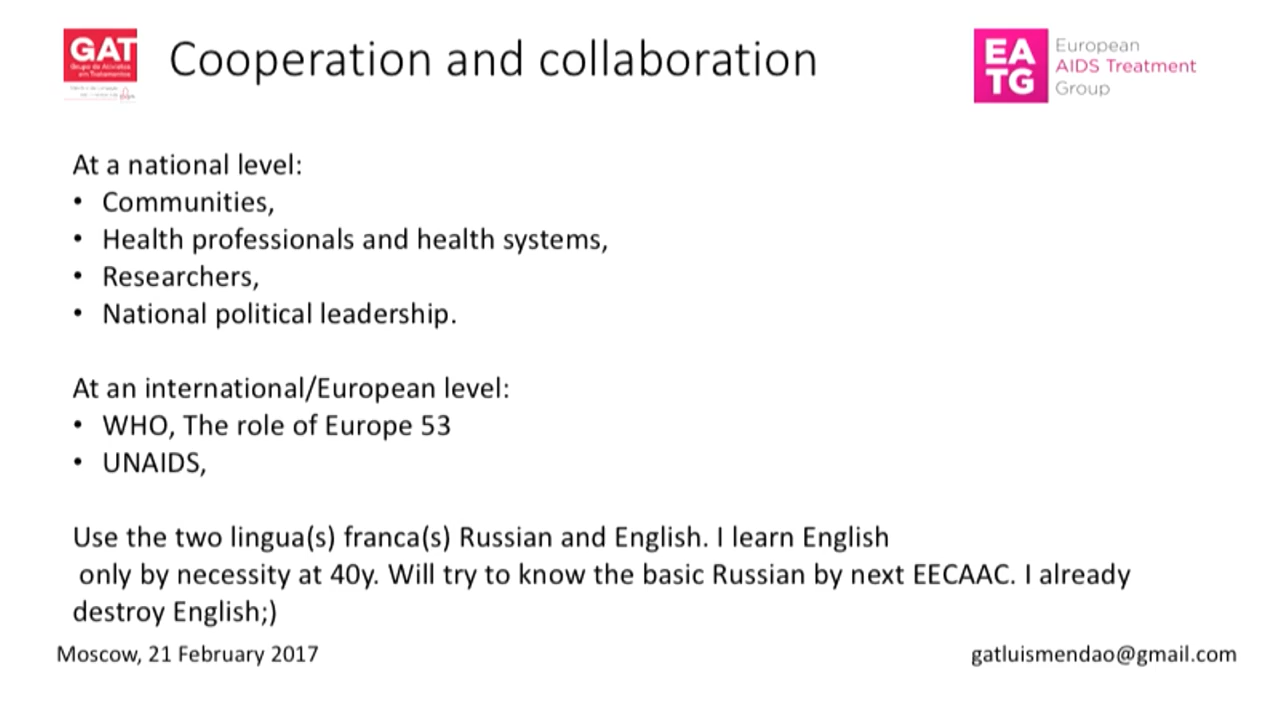 GAT
Grupo de Ativistas
em Tratamentos
Cooperation and collaboration
EA
TG
European
AIDS Treatment
Group
At a national level:
• Communities,
• Health professionals and health systems,
• Researchers,
• National political leadership.
At an international/European level:
• WHO, The role of Europe 53
• UNAIDS,
Use the two lingua(s) franca(s) Russian and English. I learn English
only by necessity at 40y. Will try to know the basic Russian by next EECAAC. I already
destroy English;)
Moscow, 21 February 2017
gatluismendao@gmail.com